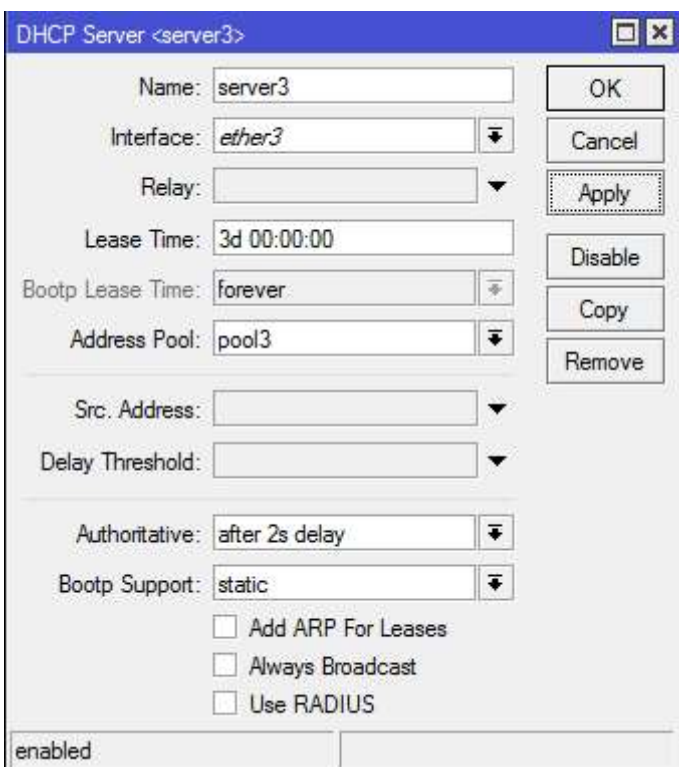 DHCP Server <server3>
Name: server3
OK
Interface: ether3
Cancel
Relay:
Apply
Lease Time: 3d 00:00:00
Disable
Bootp Lease Time: forever
Copy
Address Pool: pool3
Remove
Src. Address:
Delay Threshold:
Authoritative: after 2s delay
Bootp Support: static
Add ARP For Leases
Always Broadcast
Use RADIUS
enabled